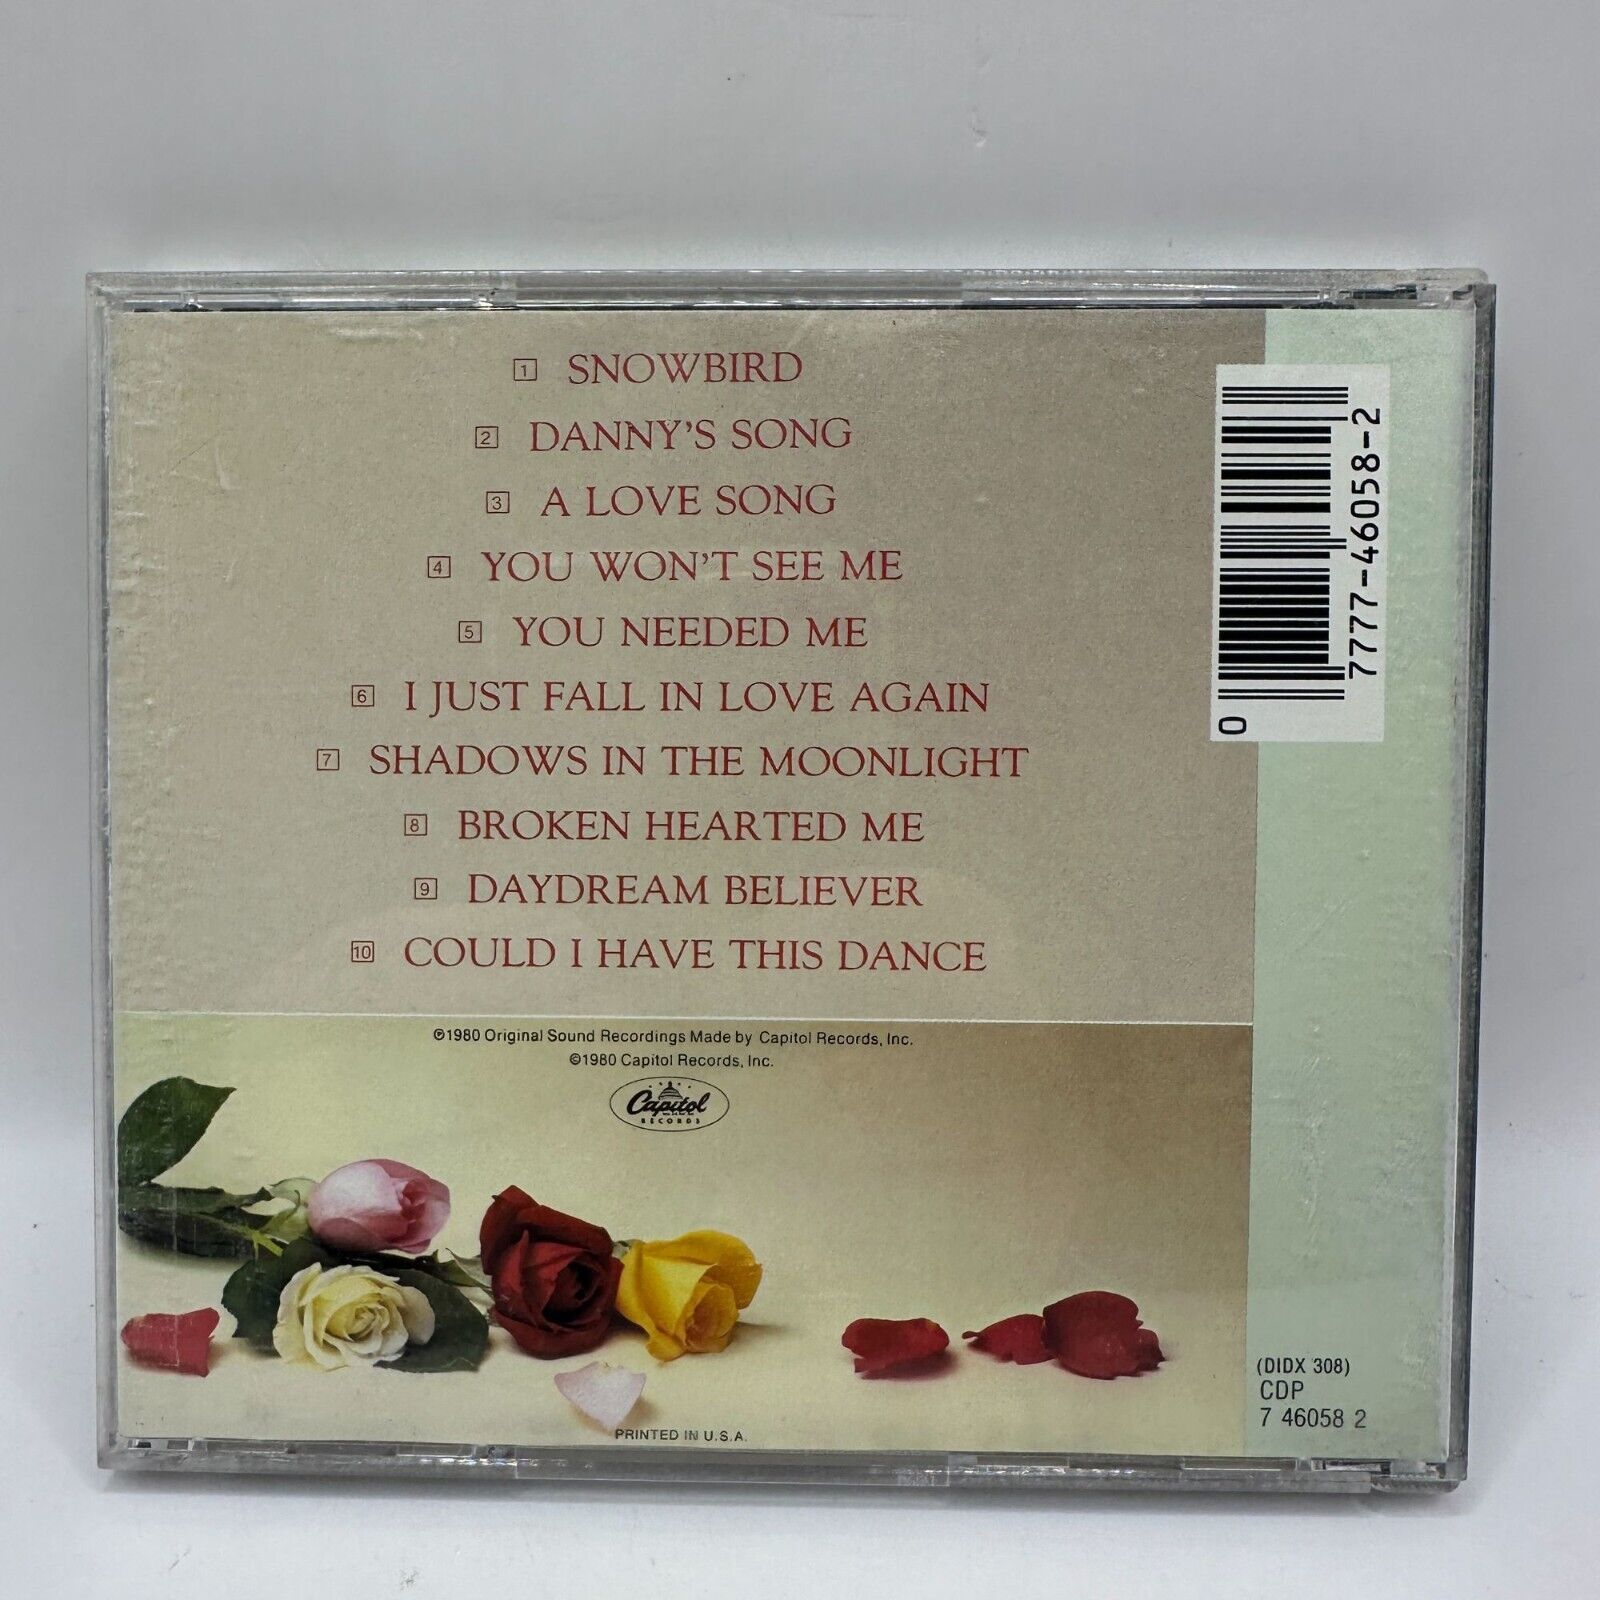 1 SNOWBIRD
2 DANNY'S SONG
3 A LOVE SONG
4 YOU WON'T SEE ME
5 YOU NEEDED ME
6 I JUST FALL IN LOVE AGAIN
7 SHADOWS IN THE MOONLIGHT
8 BROKEN HEARTED ME
9 DAYDREAM BELIEVER
10 COULD I HAVE THIS DANCE
℗1980 Original Sound Recordings Made by Capitol Records, Inc.
©1980 Capitol Records, Inc.
Capitol
RECORDS
PRINTED IN U.S.A.
0 7777-46058-2
(DIDX 308)
CDP
7 46058 2